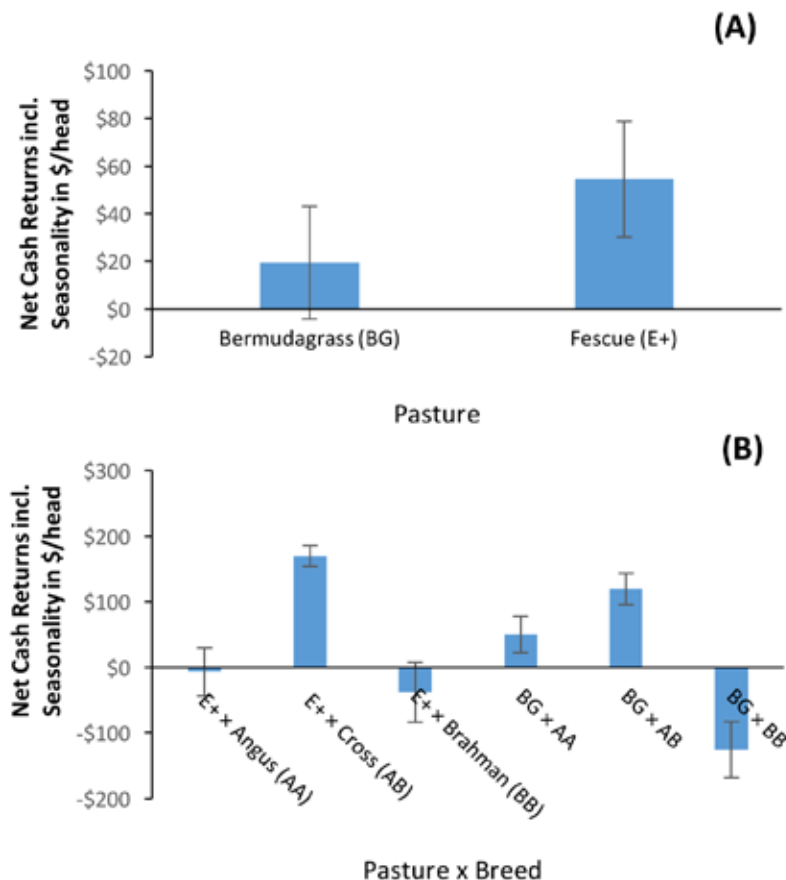 (A)
Net Cash Returns incl.
Seasonality in $/head
$100
$80
$60
$40
$20
$0
-$20
Bermudagrass (BG)
Fescue (E+)
Pasture
(B)
Net Cash Returns incl.
Seasonality in $/head
$300
$200
$100
$0
-$100
-$200
E+ x Angus (AA)
E+ x Cross (AB)
E+ x Brahman (BB)
BG x AA
BG x AB
BG x BB
Pasture x Breed